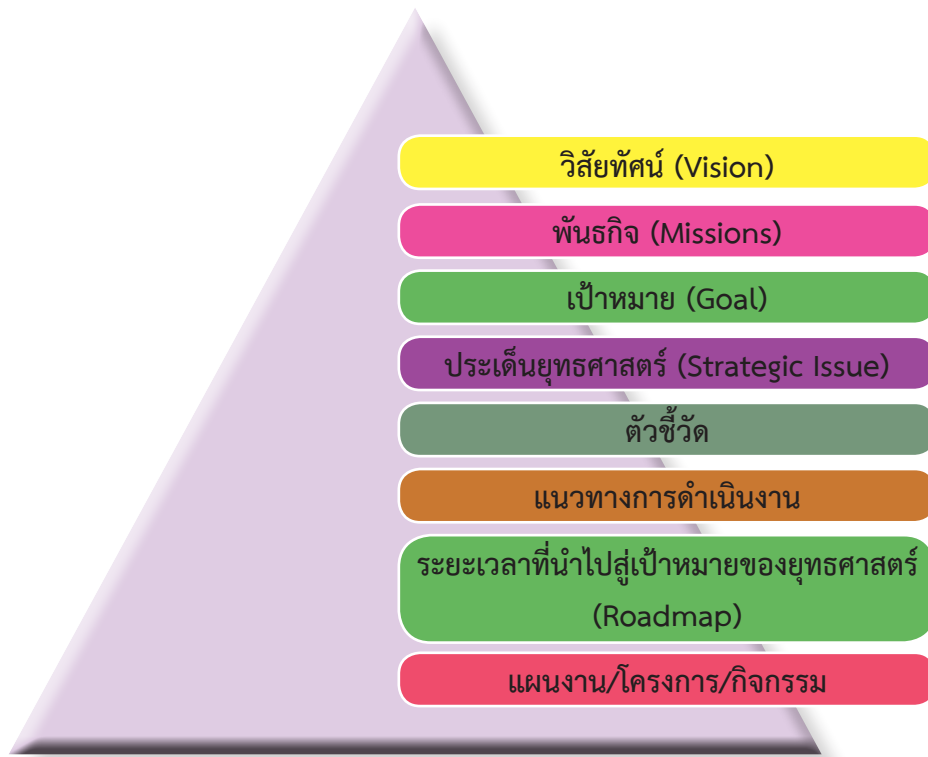 วิสัยทัศน์ (Vision)
พันธกิจ (Missions)
เป้าหมาย (Goal)
ประเด็นยุทธศาสตร์ (Strategic Issue)
ตัวชี้วัด
แนวทางการดำเนินงาน
ระยะเวลาที่นำไปสู่เป้าหมายของยุทธศาสตร์
(Roadmap)
แผนงาน/โครงการ/กิจกรรม